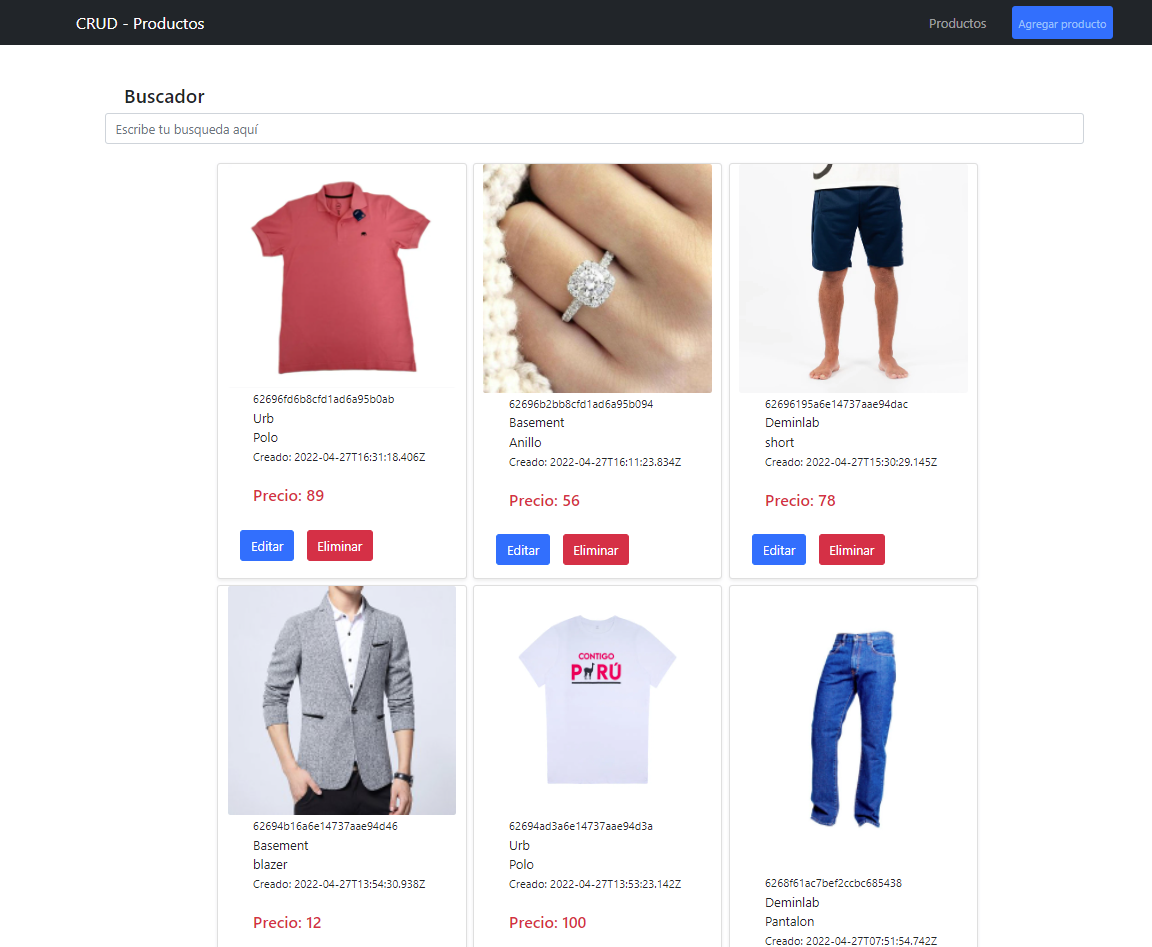 CRUD - Productos
Productos
Agregar producto
Buscador
Escribe tu busqueda aquí
62696fd6b8cfd1ad6a95b0ab
Urb
Polo
Creado: 2022-04-27T16:31:18.406Z
Precio: 89
Editar
Eliminar
62696b2bb8cfd1ad6a95b094
Basement
Anillo
Creado: 2022-04-27T16:11:23.834Z
Precio: 56
Editar
Eliminar
62696195a6e14737aae94dac
Deminlab
short
Creado: 2022-04-27T15:30:29.145Z
Precio: 78
Editar
Eliminar
62694b16a6e14737aae94d46
Basement
blazer
Creado: 2022-04-27T13:54:30.938Z
Precio: 12
CONTIGO
PERÚ
62694ad3a6e14737aae94d3a
Urb
Polo
Creado: 2022-04-27T13:53:23.142Z
Precio: 100
6268f61ac7bef2ccbc685438
Deminlab
Pantalon
Creado: 2022-04-27T07:51:54.742Z